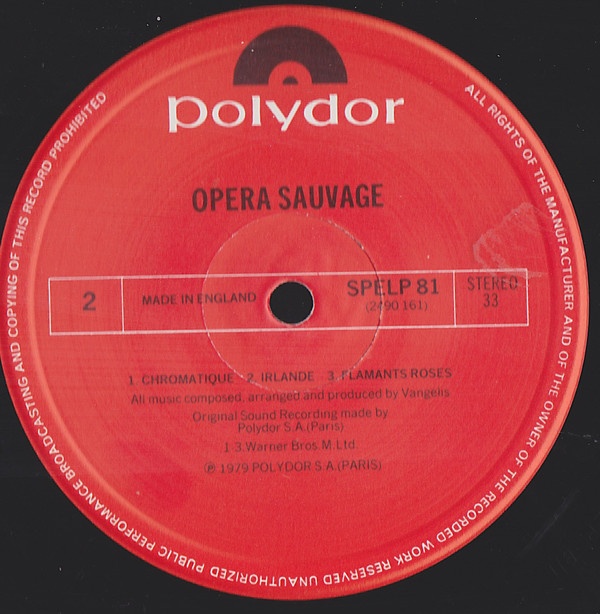 polydor
OPERA SAUVAGE
2
MADE IN ENGLAND
SPELP 81
(2490 161)
STEREO
33
1. CHROMATIQUE 2. IRLANDE 3. FLAMANTS ROSES
All music composed, arranged and produced by Vangelis
Original Sound Recording made by
Polydor S.A.(Paris)
1-3.Warner Bros.M.Ltd.
℗ 1979 POLYDOR S.A.(PARIS)
ALL RIGHTS OF THE MANUFACTURER AND OF THE OWNER OF THE RECORDED WORK RESERVED UNAUTHORIZED PUBLIC PERFORMANCE BROADCASTING AND COPYING OF THIS RECORD PROHIBITED